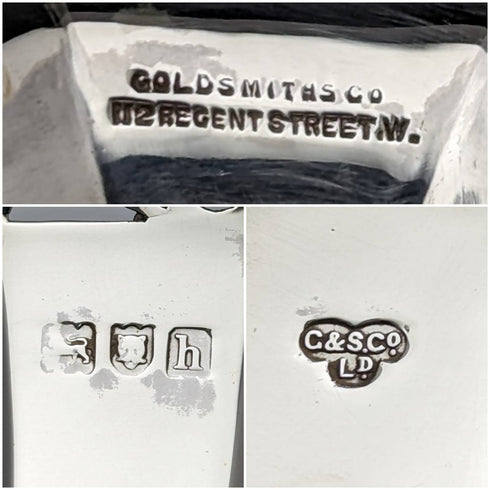 GOLDSMITHS CO
112 REGENT STREET.W.
h
G&S.Co
LD